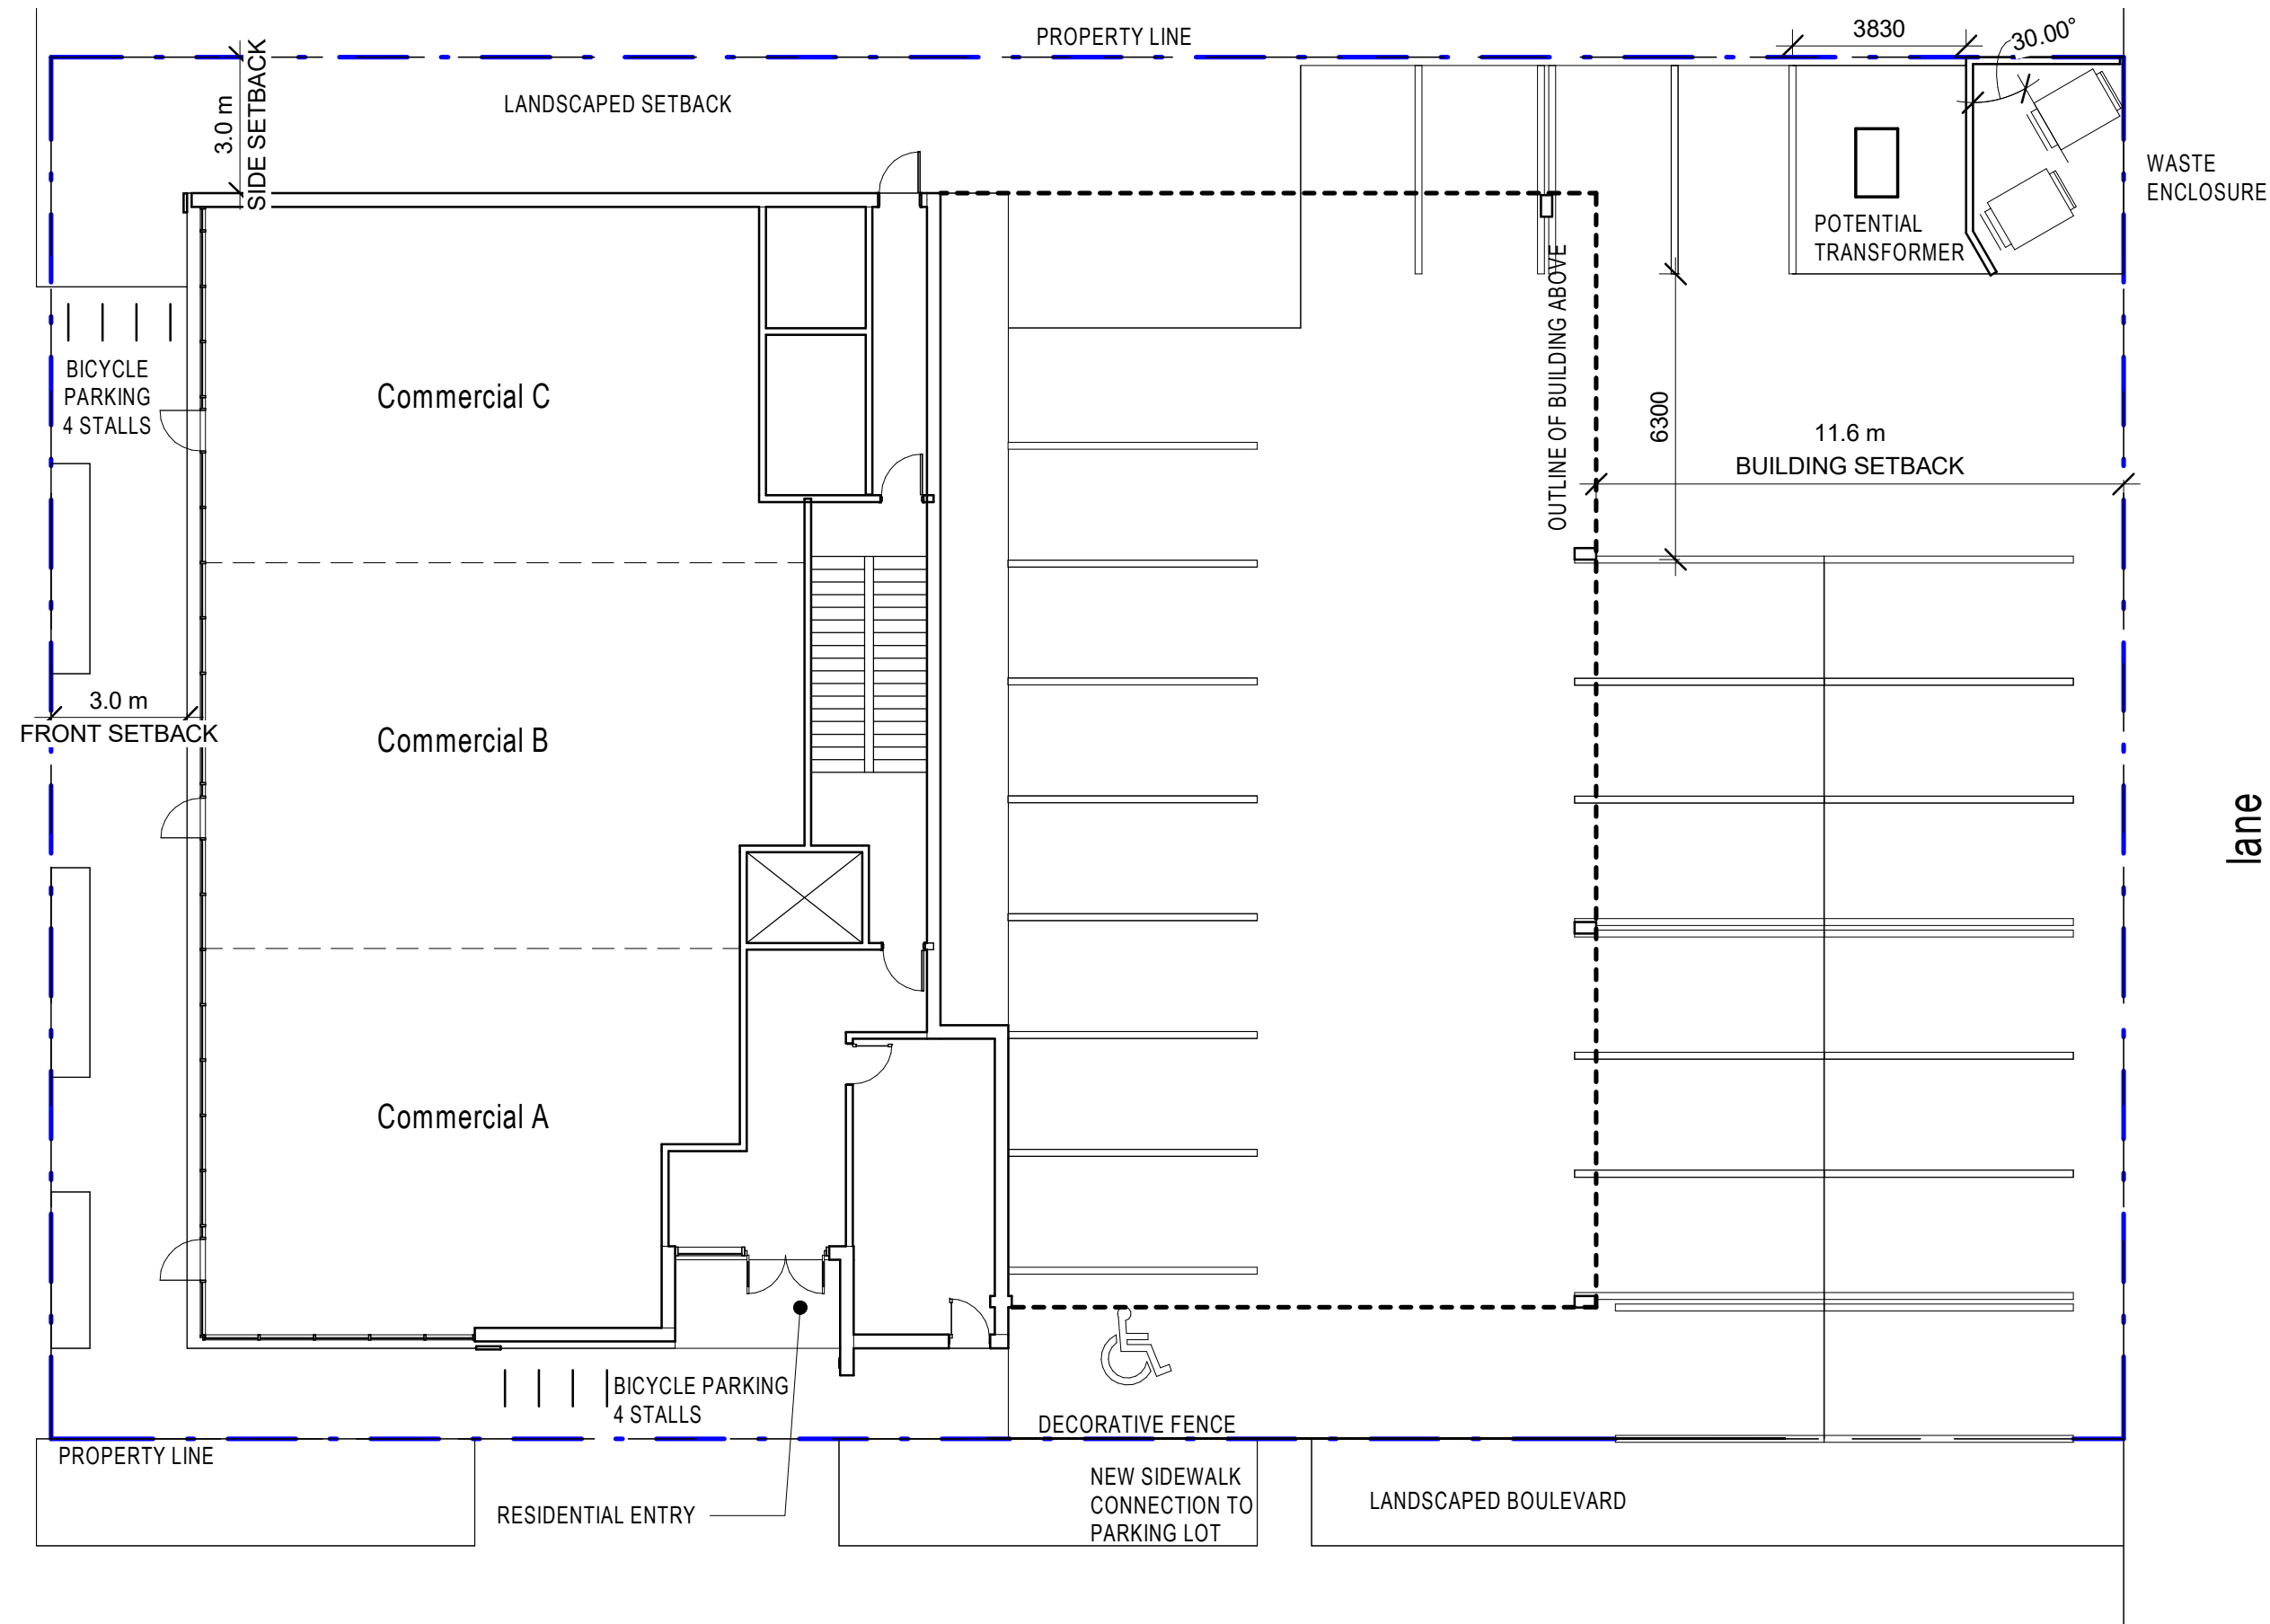 PROPERTY LINE
3830
30.00°
LANDSCAPED SETBACK
3.0 m
SIDE SETBACK
WASTE
ENCLOSURE
POTENTIAL
TRANSFORMER
OUTLINE OF BUILDING ABOVE
BICYCLE
PARKING
4 STALLS
Commercial C
6300
11.6 m
BUILDING SETBACK
3.0 m
FRONT SETBACK
Commercial B
lane
Commercial A
BICYCLE PARKING
4 STALLS
DECORATIVE FENCE
PROPERTY LINE
NEW SIDEWALK
CONNECTION TO
PARKING LOT
LANDSCAPED BOULEVARD
RESIDENTIAL ENTRY